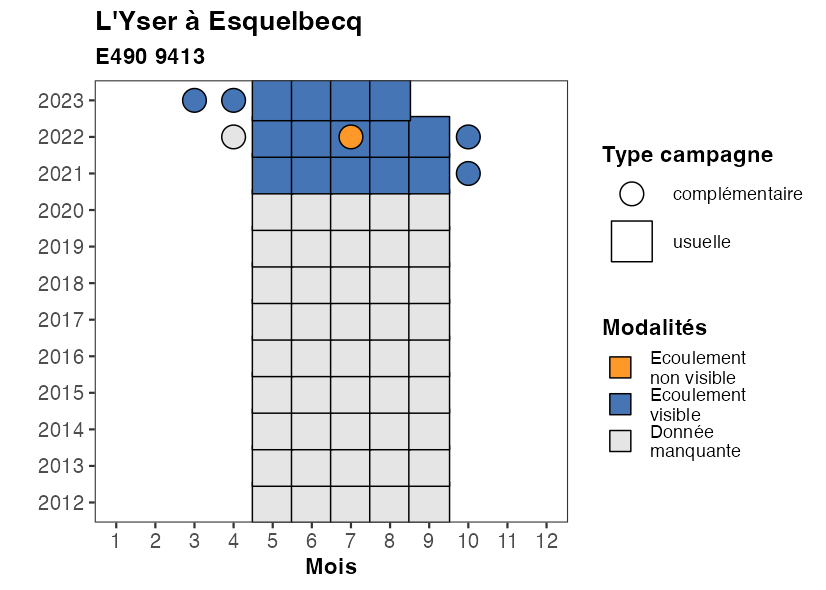 L'Yser à Esquelbecq
E490 9413
2023
2022
2021
2020
2019
2018
2017
2016
2015
2014
2013
2012
1 2 3 4 5 6 7 8 9 10 11 12
Mois
Type campagne
complémentaire
usuelle
Modalités
Ecoulement
non visible
Ecoulement
visible
Donnée
manquante